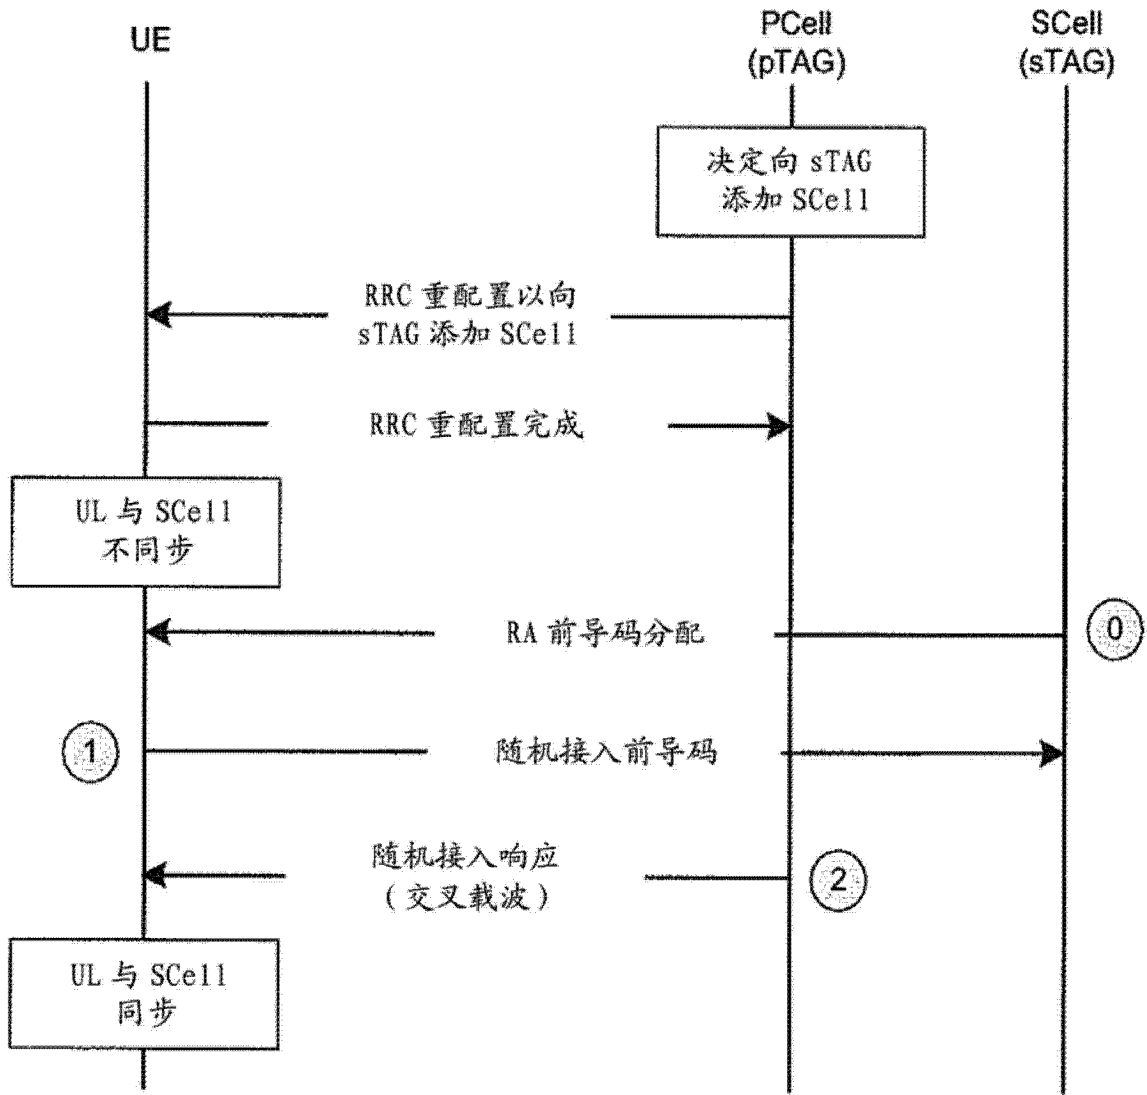 UE
PCell
(pTAG)
SCell
(sTAG)
决定向 sTAG
添加 SCell
RRC 重配置以向
sTAG 添加 SCell
RRC 重配置完成
UL 与 SCell
不同步
RA 前导码分配
0
1
随机接入前导码
随机接入响应
(交叉载波)
2
UL 与 SCell
同步